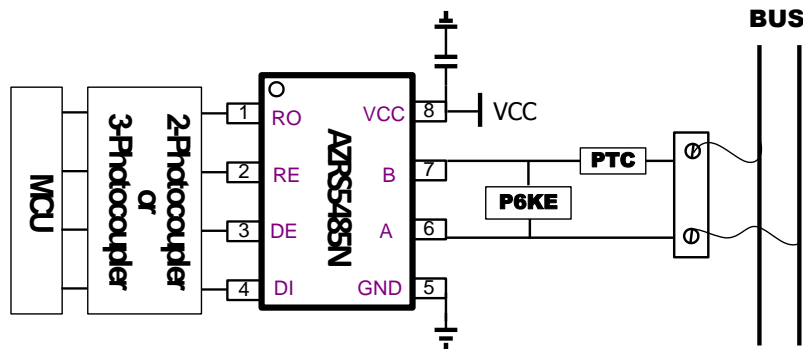 BUS
MCU
2-Photocoupler
or
3-Photocoupler
1
2
3
4
RO
RE
DE
DI
AZRS5485N
VCC
B
A
GND
8
7
6
5
VCC
PTC
P6KE